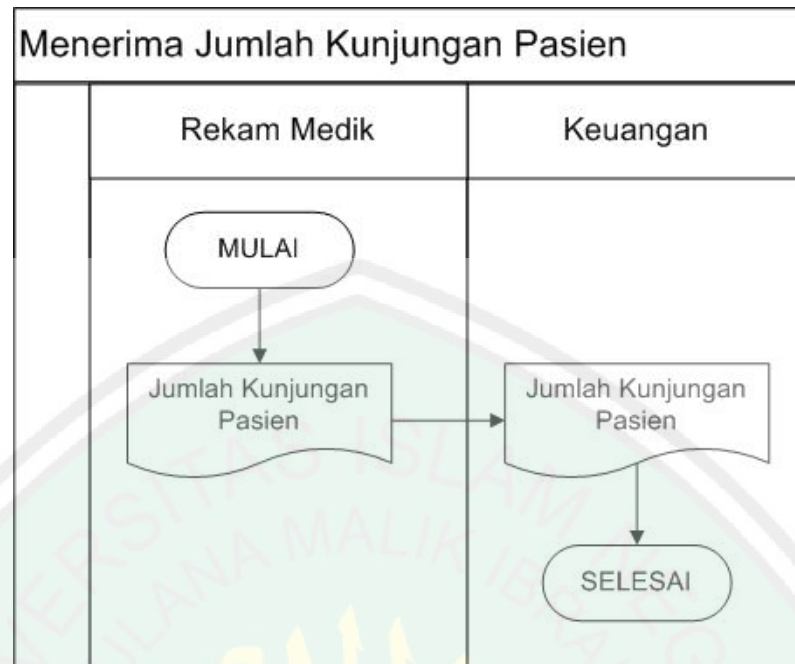 Menerima Jumlah Kunjungan Pasien
Rekam Medik
Keuangan
MULAI
Jumlah Kunjungan
Pasien
Jumlah Kunjungan
Pasien
SELESAI